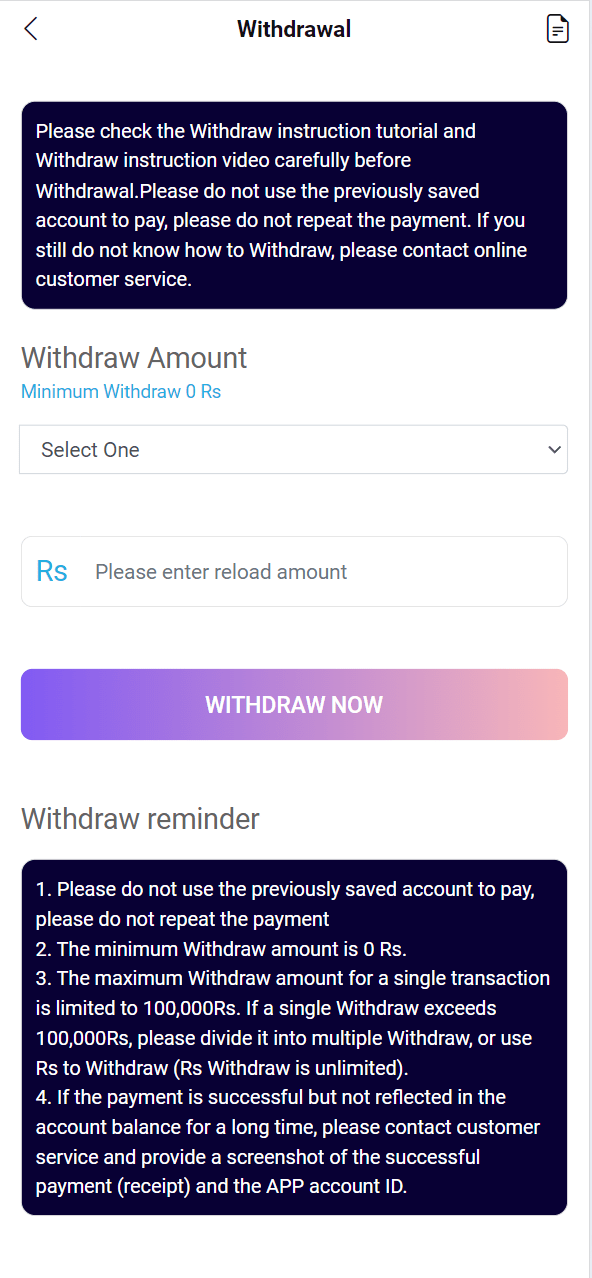 Withdrawal
Please check the Withdraw instruction tutorial and
Withdraw instruction video carefully before
Withdrawal.Please do not use the previously saved
account to pay, please do not repeat the payment. If you
still do not know how to Withdraw, please contact online
customer service.
Withdraw Amount
Minimum Withdraw 0 Rs
Select One
Rs Please enter reload amount
WITHDRAW NOW
Withdraw reminder
1. Please do not use the previously saved account to pay,
please do not repeat the payment
2. The minimum Withdraw amount is 0 Rs.
3. The maximum Withdraw amount for a single transaction
is limited to 100,000Rs. If a single Withdraw exceeds
100,000Rs, please divide it into multiple Withdraw, or use
Rs to Withdraw (Rs Withdraw is unlimited).
4. If the payment is successful but not reflected in the
account balance for a long time, please contact customer
service and provide a screenshot of the successful
payment (receipt) and the APP account ID.